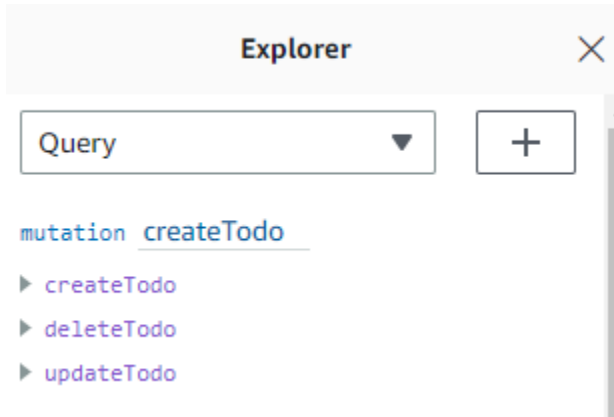 Explorer
Query
mutation createTodo
createTodo
deleteTodo
updateTodo